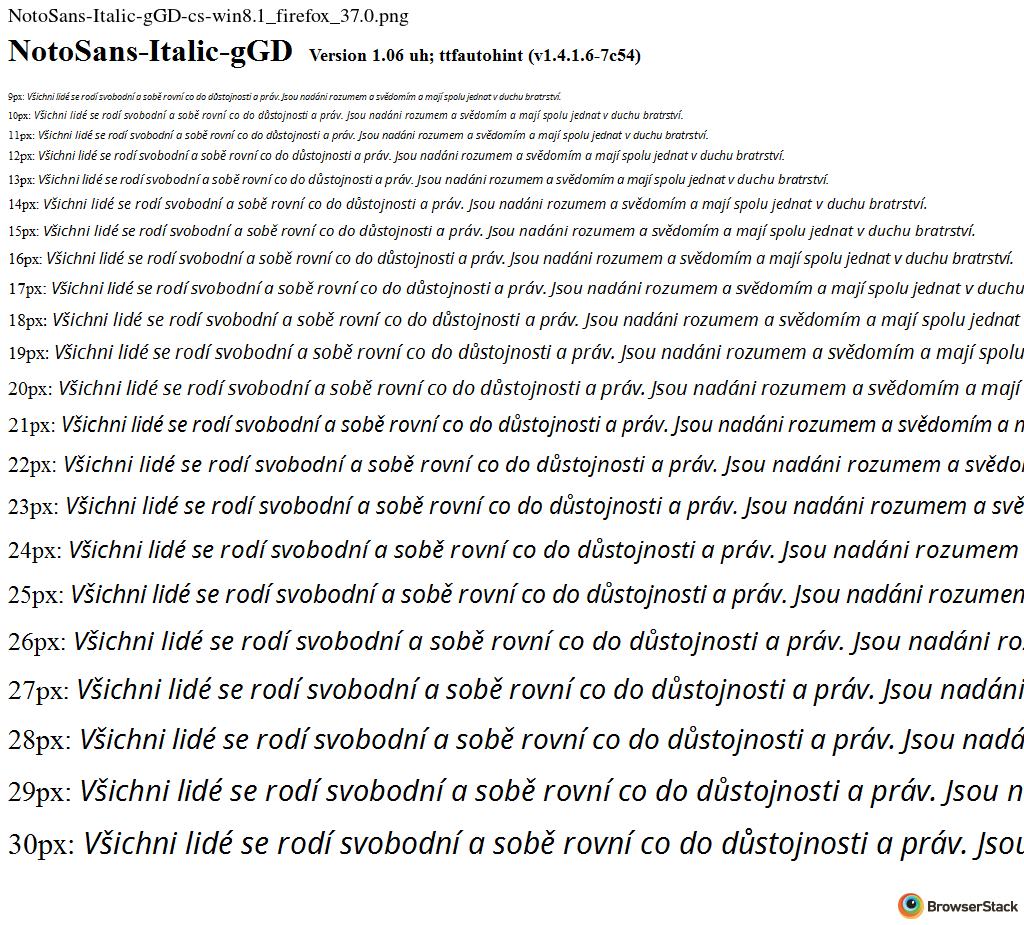 NotoSans-Italic-gGD-cs-win8.1_firefox_37.0.png
NotoSans-Italic-gGD Version 1.06 uh; ttfautohint (v1.4.1.6-7c54)
9px: Všichni lidé se rodí svobodní a sobě rovní co do důstojnosti a práv. Jsou nadáni rozumem a svědomím a mají spolu jednat v duchu bratrství.
10px: Všichni lidé se rodí svobodní a sobě rovní co do důstojnosti a práv. Jsou nadáni rozumem a svědomím a mají spolu jednat v duchu bratrství.
11px: Všichni lidé se rodí svobodní a sobě rovní co do důstojnosti a práv. Jsou nadáni rozumem a svědomím a mají spolu jednat v duchu bratrství.
12px: Všichni lidé se rodí svobodní a sobě rovní co do důstojnosti a práv. Jsou nadáni rozumem a svědomím a mají spolu jednat v duchu bratrství.
13px: Všichni lidé se rodí svobodní a sobě rovní co do důstojnosti a práv. Jsou nadáni rozumem a svědomím a mají spolu jednat v duchu bratrství.
14px: Všichni lidé se rodí svobodní a sobě rovní co do důstojnosti a práv. Jsou nadáni rozumem a svědomím a mají spolu jednat v duchu bratrství.
15px: Všichni lidé se rodí svobodní a sobě rovní co do důstojnosti a práv. Jsou nadáni rozumem a svědomím a mají spolu jednat v duchu bratrství.
16px: Všichni lidé se rodí svobodní a sobě rovní co do důstojnosti a práv. Jsou nadáni rozumem a svědomím a mají spolu jednat v duchu bratrství.
17px: Všichni lidé se rodí svobodní a sobě rovní co do důstojnosti a práv. Jsou nadáni rozumem a svědomím a mají spolu jednat v duchu
18px: Všichni lidé se rodí svobodní a sobě rovní co do důstojnosti a práv. Jsou nadáni rozumem a svědomím a mají spolu jednat
19px: Všichni lidé se rodí svobodní a sobě rovní co do důstojnosti a práv. Jsou nadáni rozumem a svědomím a mají spolu
20px: Všichni lidé se rodí svobodní a sobě rovní co do důstojnosti a práv. Jsou nadáni rozumem a svědomím a mají
21px: Všichni lidé se rodí svobodní a sobě rovní co do důstojnosti a práv. Jsou nadáni rozumem a svědomím a
22px: Všichni lidé se rodí svobodní a sobě rovní co do důstojnosti a práv. Jsou nadáni rozumem a svědo
23px: Všichni lidé se rodí svobodní a sobě rovní co do důstojnosti a práv. Jsou nadáni rozumem a svě
24px: Všichni lidé se rodí svobodní a sobě rovní co do důstojnosti a práv. Jsou nadáni rozumem
25px: Všichni lidé se rodí svobodní a sobě rovní co do důstojnosti a práv. Jsou nadáni rozumem
26px: Všichni lidé se rodí svobodní a sobě rovní co do důstojnosti a práv. Jsou nadáni ro
27px: Všichni lidé se rodí svobodní a sobě rovní co do důstojnosti a práv. Jsou nadáni
28px: Všichni lidé se rodí svobodní a sobě rovní co do důstojnosti a práv. Jsou nadá
29px: Všichni lidé se rodí svobodní a sobě rovní co do důstojnosti a práv. Jsou n
30px: Všichni lidé se rodí svobodní a sobě rovní co do důstojnosti a práv. Jsou
BrowserStack